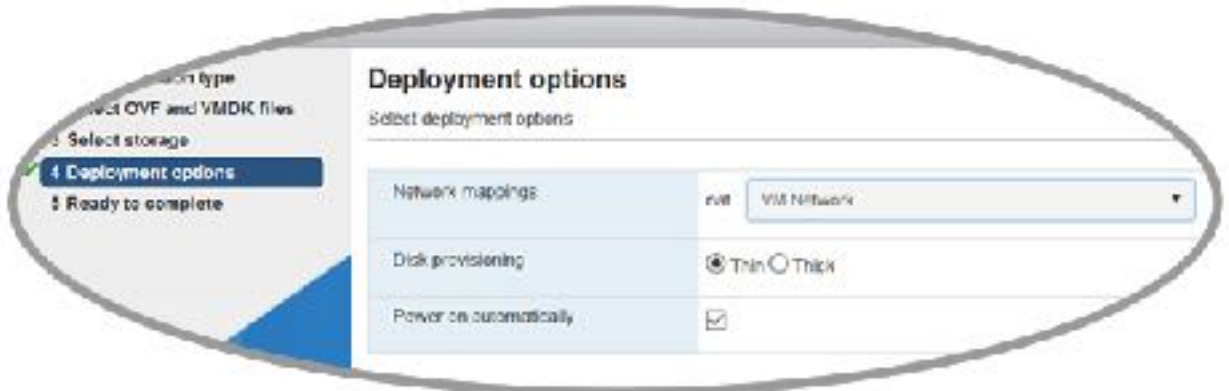 type
OVF and VMDK files
Select storage
4 Deployment options
5 Ready to complete
Deployment options
Select deployment options
Network mappings
VM Network
Disk provisioning
Thin Thick
Power on automatically